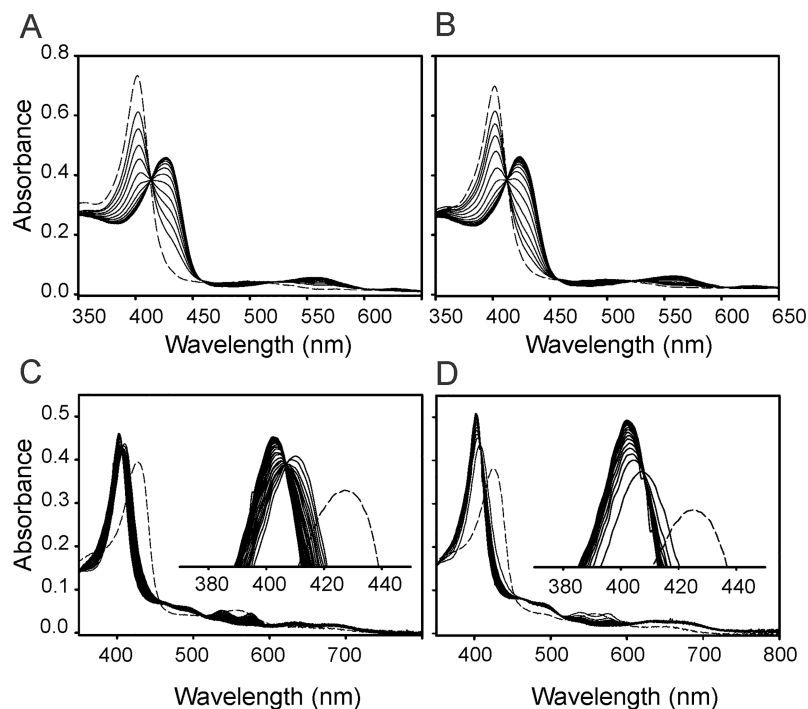 A
B
0.8
0.6
0.4
0.2
0.0
Absorbance
350 400 450 500 550 600
350 400 450 500 550 600 650
Wavelength (nm)
Wavelength (nm)
C
D
0.5
0.4
0.3
0.2
0.1
0.0
Absorbance
380 400 420 440
380 400 420 440
400 500 600 700
400 500 600 700 800
Wavelength (nm)
Wavelength (nm)